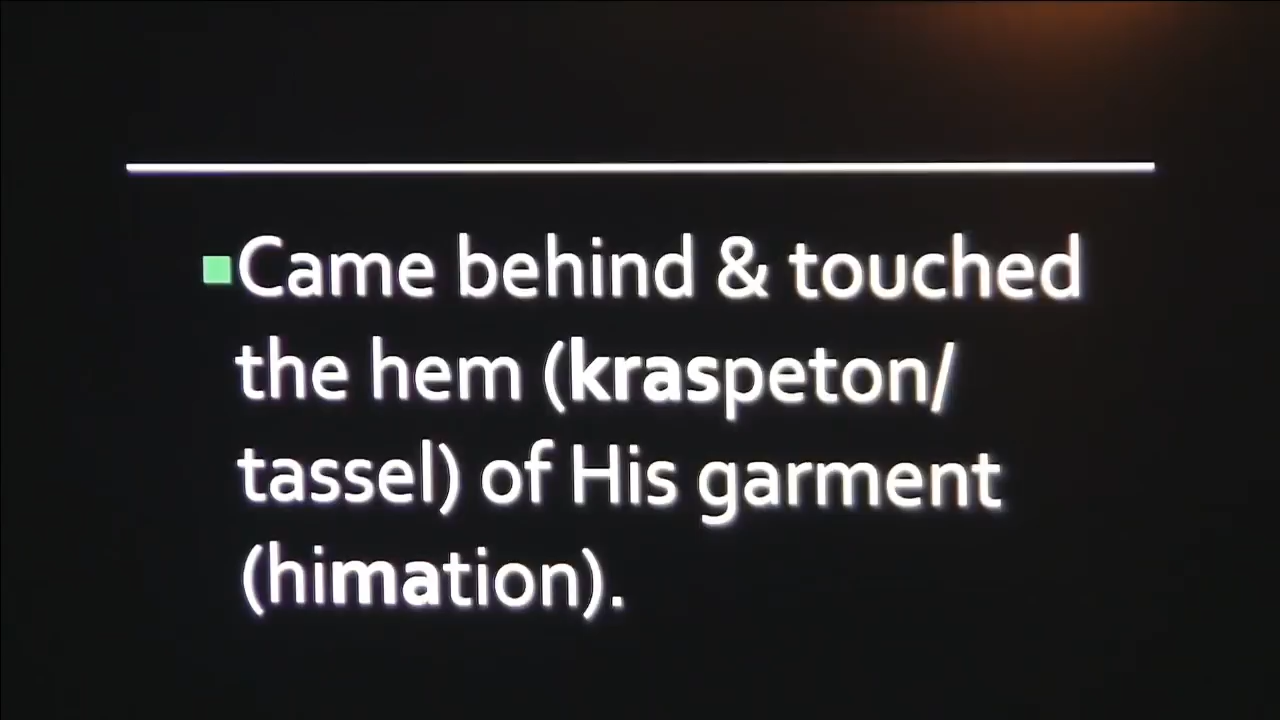 Came behind & touched
the hem (kraspeton/
tassel) of His garment
(himation).